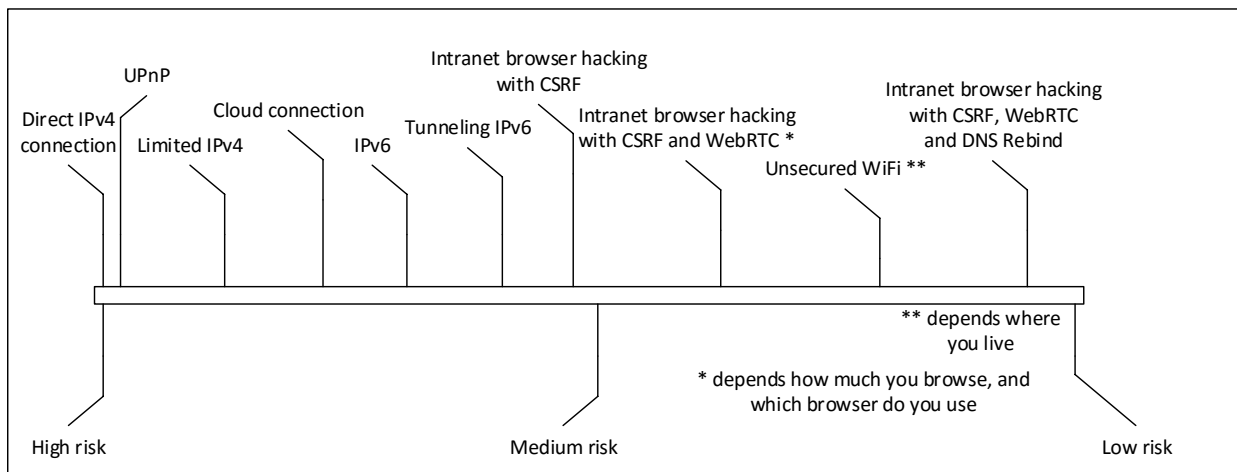 UPnP
Direct IPv4
connection
Limited IPv4
Cloud connection
IPv6
Tunneling IPv6
Intranet browser hacking
with CSRF
Intranet browser hacking
with CSRF and WebRTC *
Unsecured WiFi **
Intranet browser hacking
with CSRF, WebRTC
and DNS Rebind
** depends where
you live
* depends how much you browse, and
which browser do you use
High risk
Medium risk
Low risk